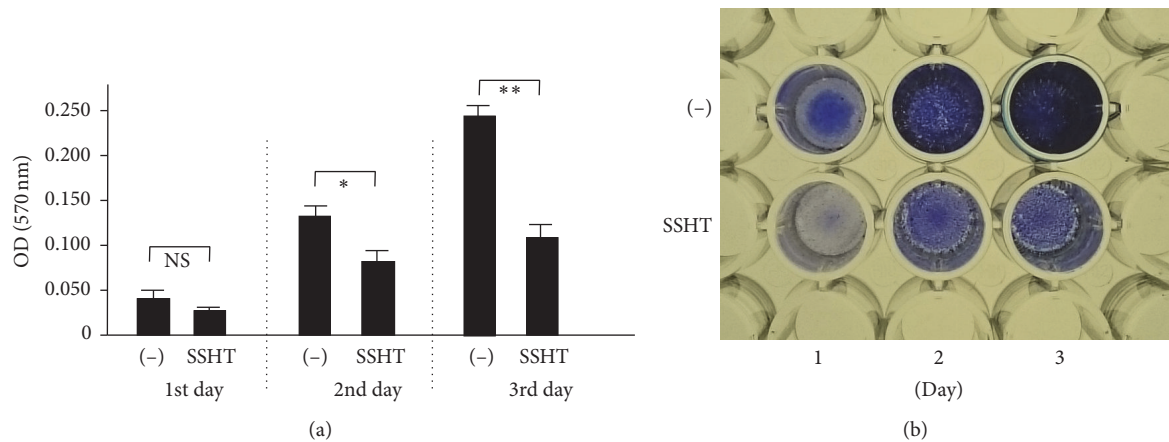 OD (570 nm)
0.250
0.200
0.150
0.100
0.050
0
NS
*
**
(–) SSHT (–) SSHT (–) SSHT
1st day 2nd day 3rd day
(a)
(–)
SSHT
1 2 3
(Day)
(b)